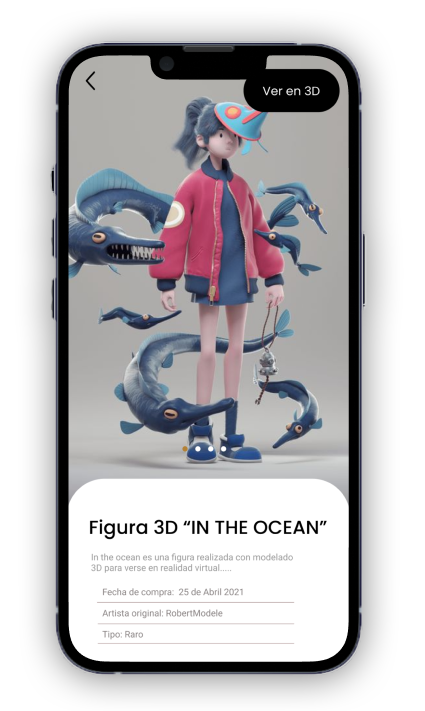 Ver en 3D
Figura 3D “IN THE OCEAN”
In the ocean es una figura realizada con modelado
3D para verse en realidad virtual.....
Fecha de compra: 25 de Abril 2021
Artista original: RobertModele
Tipo: Raro